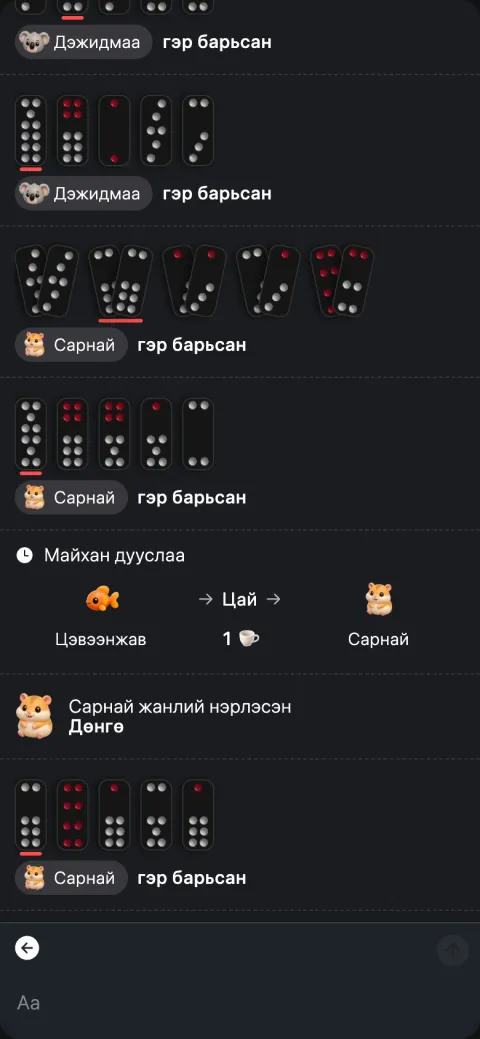 Дэжидмаа гэр барьсан
Дэжидмаа гэр барьсан
Сарнай гэр барьсан
Сарнай гэр барьсан
Майхан дууслаа
→ Цай →
Цэвээнжав 1 Сарнай
Сарнай жанлий нэрлэсэн
Дөнгө
Сарнай гэр барьсан
Aa